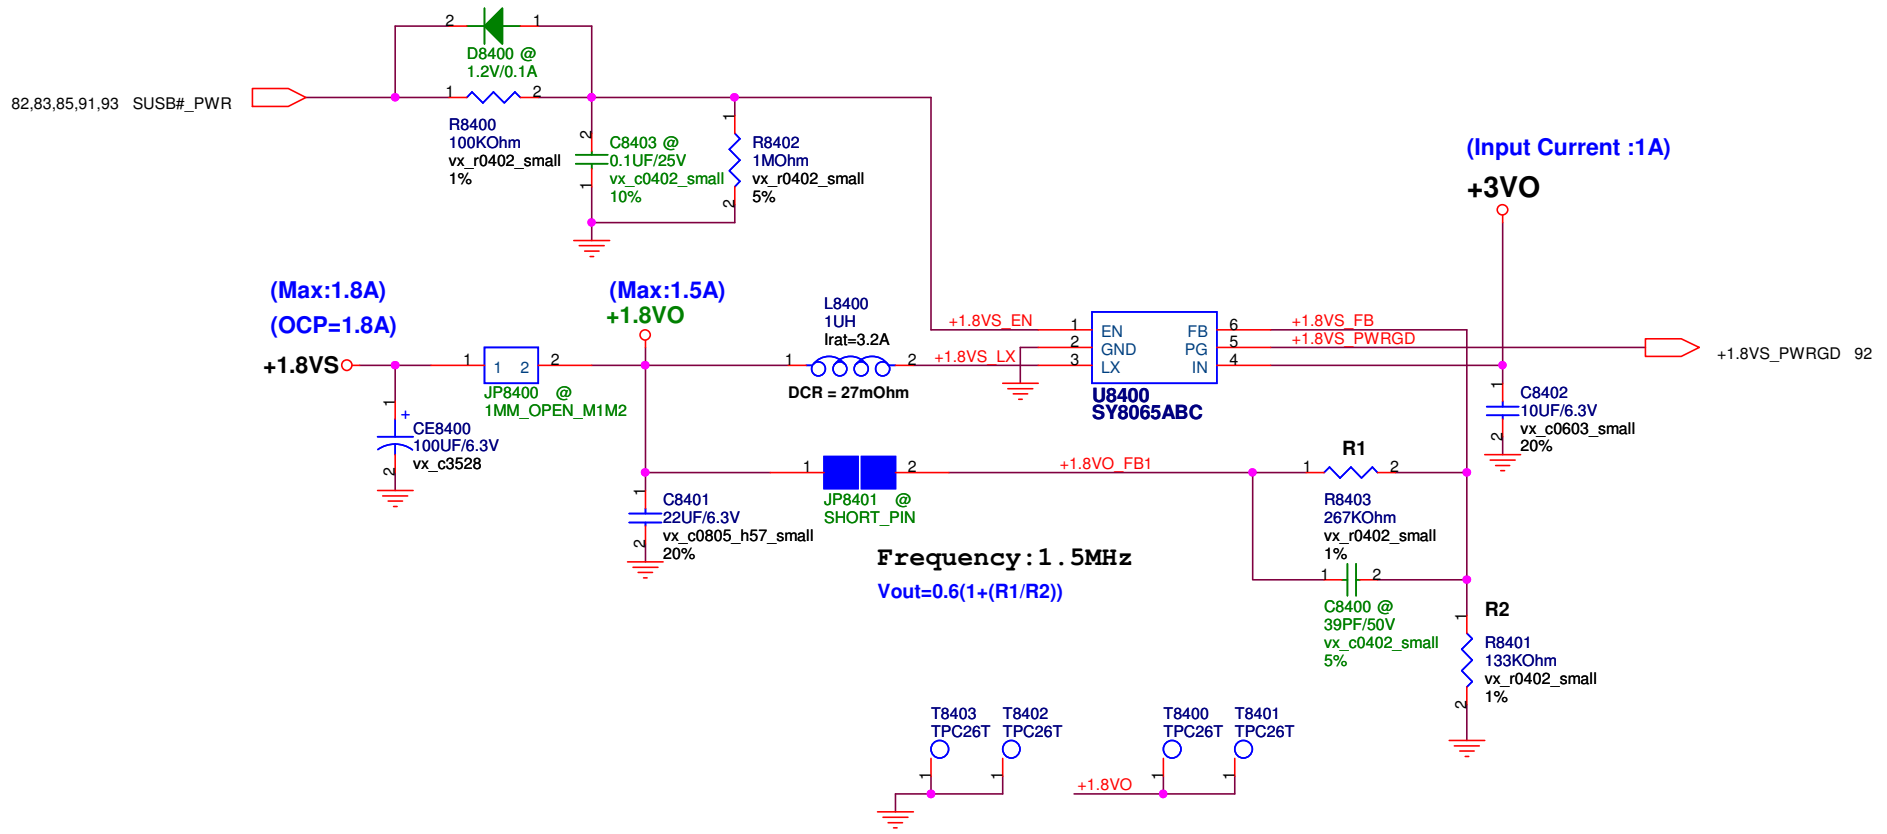 2 1
D8400 @
1.2V/0.1A
82,83,85,91,93 SUSB#_PWR
1 2
R8400
100KOhm
vx_r0402_small
1%
2
C8403 @
0.1UF/25V
vx_c0402_small
10%
1
1
R8402
1MOhm
vx_r0402_small
5%
2
(Input Current :1A)
+3VO
(Max:1.8A)
(OCP=1.8A)
+1.8VS
1
+
CE8400
100UF/6.3V
vx_c3528
2
1 1 2 2
JP8400 @
1MM_OPEN_M1M2
(Max:1.5A)
+1.8VO
L8400
1UH
Irat=3.2A
1 2
DCR = 27mOhm
+1.8VS_EN
+1.8VS_LX
1 EN
2 GND
3 LX
FB 6
PG 5
IN 4
U8400
SY8065ABC
+1.8VS_FB
+1.8VS_PWRGD
+1.8VS_PWRGD 92
1
C8402
10UF/6.3V
vx_c0603_small
20%
2
1
C8401
22UF/6.3V
vx_c0805_h57_small
20%
2
1 2
JP8401 @
SHORT_PIN
+1.8VO_FB1
R1
1 2
R8403
267KOhm
vx_r0402_small
1%
1 2
C8400 @
39PF/50V
vx_c0402_small
5%
Frequency:1.5MHz
Vout=0.6(1+(R1/R2))
R2
1
R8401
133KOhm
vx_r0402_small
1%
2
T8403
TPC26T
1
T8402
TPC26T
1
+1.8VO
T8400
TPC26T
1
T8401
TPC26T
1